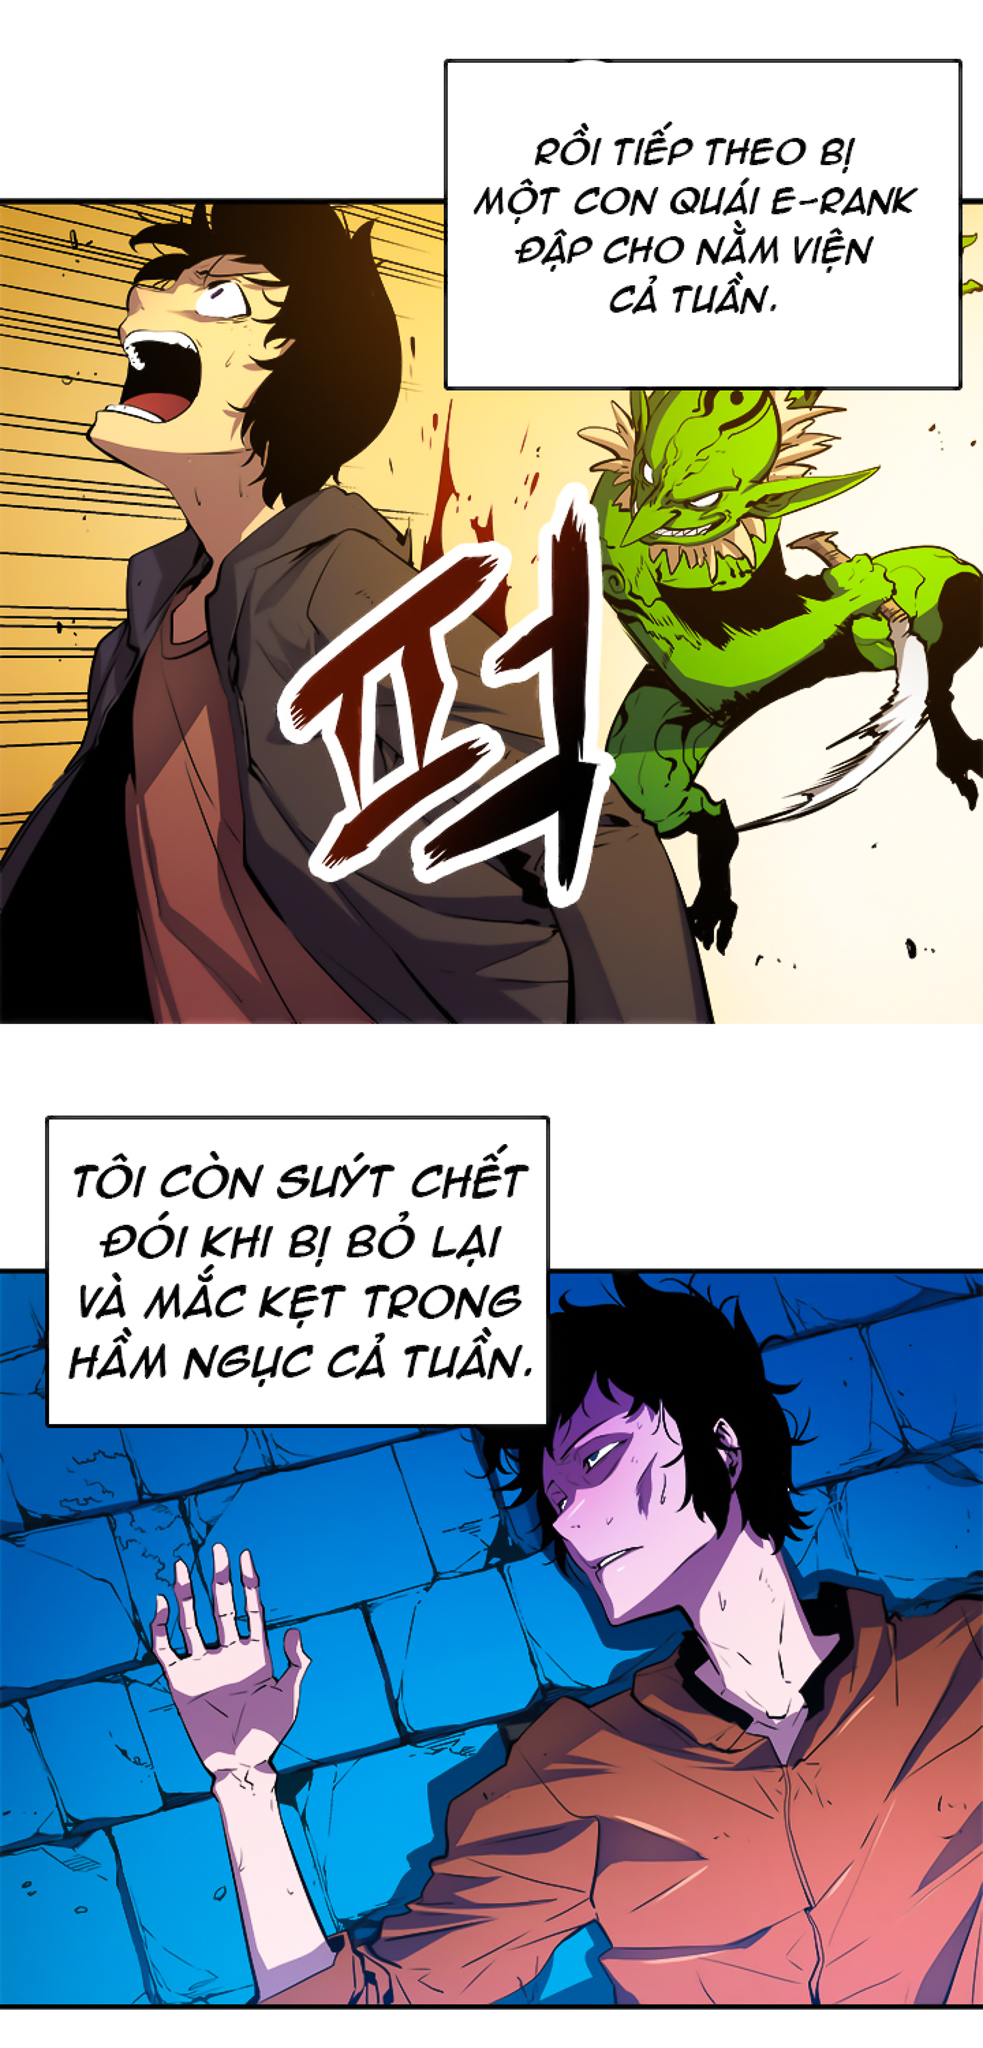 RỒI TIẾP THEO BỊ
MỘT CON QUÁI E-RANK
ĐẬP CHO NẰM VIỆN
CẢ TUẦN.
퍽
TÔI CÒN SUÝT CHẾT
ĐÓI KHI BỊ BỎ LẠI
VÀ MẮC KẸT TRONG
HẦM NGỤC CẢ TUẦN.